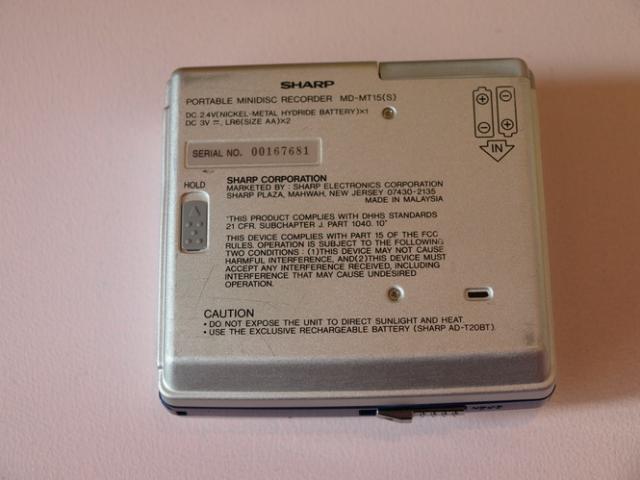 SHARP
PORTABLE MINIDISC RECORDER MD-MT15(S)
DC 2.4V(NICKEL-METAL HYDRIDE BATTERY)×1
DC 3V ⎓, LR6(SIZE AA)×2
SERIAL NO. 00167681
IN
HOLD
SHARP CORPORATION
MARKETED BY : SHARP ELECTRONICS CORPORATION
SHARP PLAZA, MAHWAH, NEW JERSEY 07430-2135
MADE IN MALAYSIA
"THIS PRODUCT COMPLIES WITH DHHS STANDARDS
21 CFR. SUBCHAPTER J. PART 1040. 10"
THIS DEVICE COMPLIES WITH PART 15 OF THE FCC
RULES. OPERATION IS SUBJECT TO THE FOLLOWING
TWO CONDITIONS : (1)THIS DEVICE MAY NOT CAUSE
HARMFUL INTERFERENCE, AND(2)THIS DEVICE MUST
ACCEPT ANY INTERFERENCE RECEIVED, INCLUDING
INTERFERENCE THAT MAY CAUSE UNDESIRED
OPERATION.
CAUTION
• DO NOT EXPOSE THE UNIT TO DIRECT SUNLIGHT AND HEAT.
• USE THE EXCLUSIVE RECHARGEABLE BATTERY (SHARP AD-T20BT).